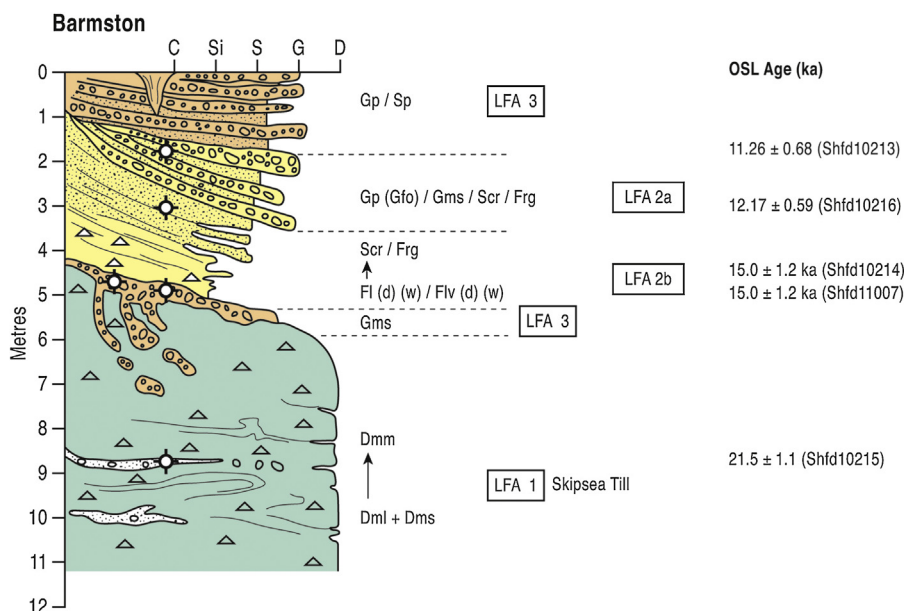 Barmston
C Si S G D
OSL Age (ka)
0
Gp / Sp
LFA 3
1
11.26 ± 0.68 (Shfd10213)
2
Gp (Gfo) / Gms / Scr / Frg
LFA 2a
12.17 ± 0.59 (Shfd10216)
3
4
Scr / Frg
LFA 2b
15.0 ± 1.2 ka (Shfd10214)
Fl (d) (w) / Flv (d) (w)
15.0 ± 1.2 ka (Shfd11007)
5
Gms
LFA 3
6
Metres
7
8
Dmm
21.5 ± 1.1 (Shfd10215)
9
LFA 1 Skipsea Till
10
Dml + Dms
11
12